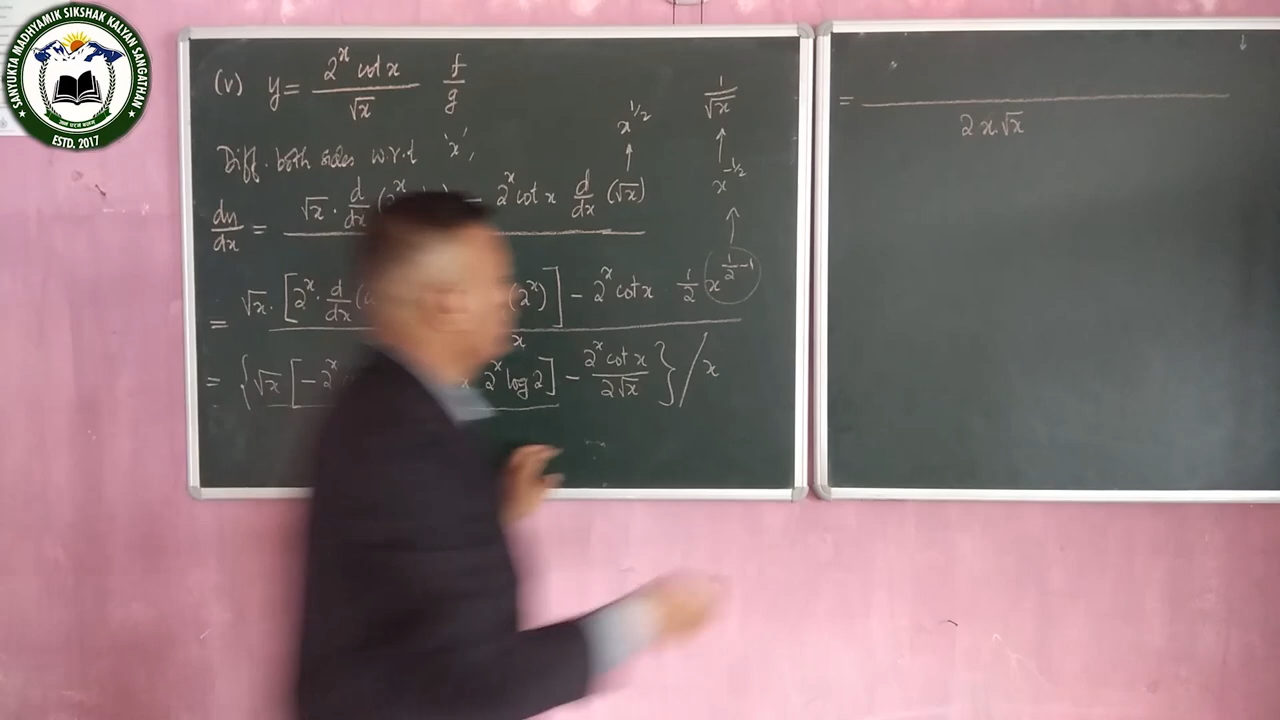 SANYUKTA MADHYAMIK SIKSHAK KALYAN SANGATHAN
ESTD. 2017
(v) y = 2^x cot x / √x f/g
Diff. both sides w.r.t 'x',
dy/dx = √x · d/dx (2^x - 2^x cot x d/dx (√x)
x^1/2
1/√x
x^-1/2
= √x · [2^x · d/dx ( (2^x)] - 2^x cot x · 1/2 x^1/2-1
x
= {√x [-2^x 2^x log 2] - 2^x cot x / 2√x} / x
= 2x.√x